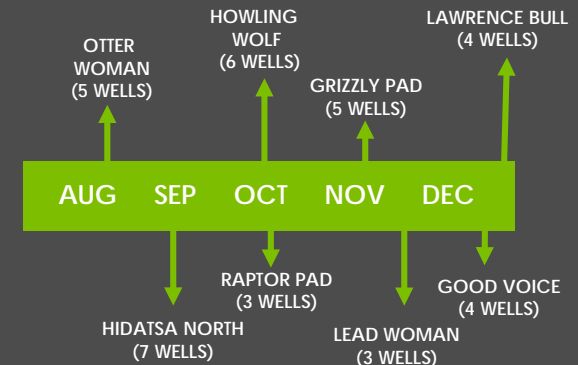 OTTER
WOMAN
(5 WELLS)
HOWLING
WOLF
(6 WELLS)
GRIZZLY PAD
(5 WELLS)
LAWRENCE BULL
(4 WELLS)
AUG SEP OCT NOV DEC
HIDATSA NORTH
(7 WELLS)
RAPTOR PAD
(3 WELLS)
LEAD WOMAN
(3 WELLS)
GOOD VOICE
(4 WELLS)